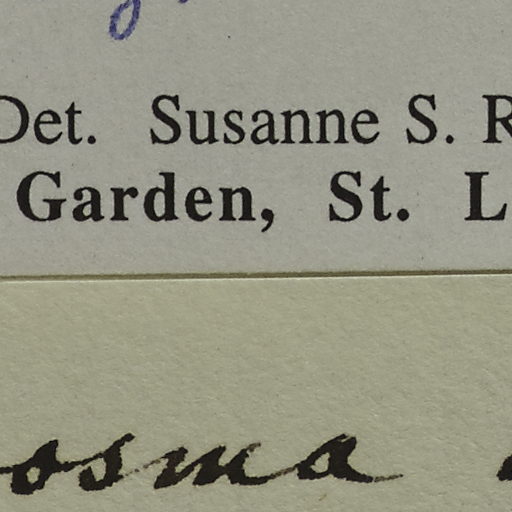 Det. Susanne S. R
Garden, St. L
osma